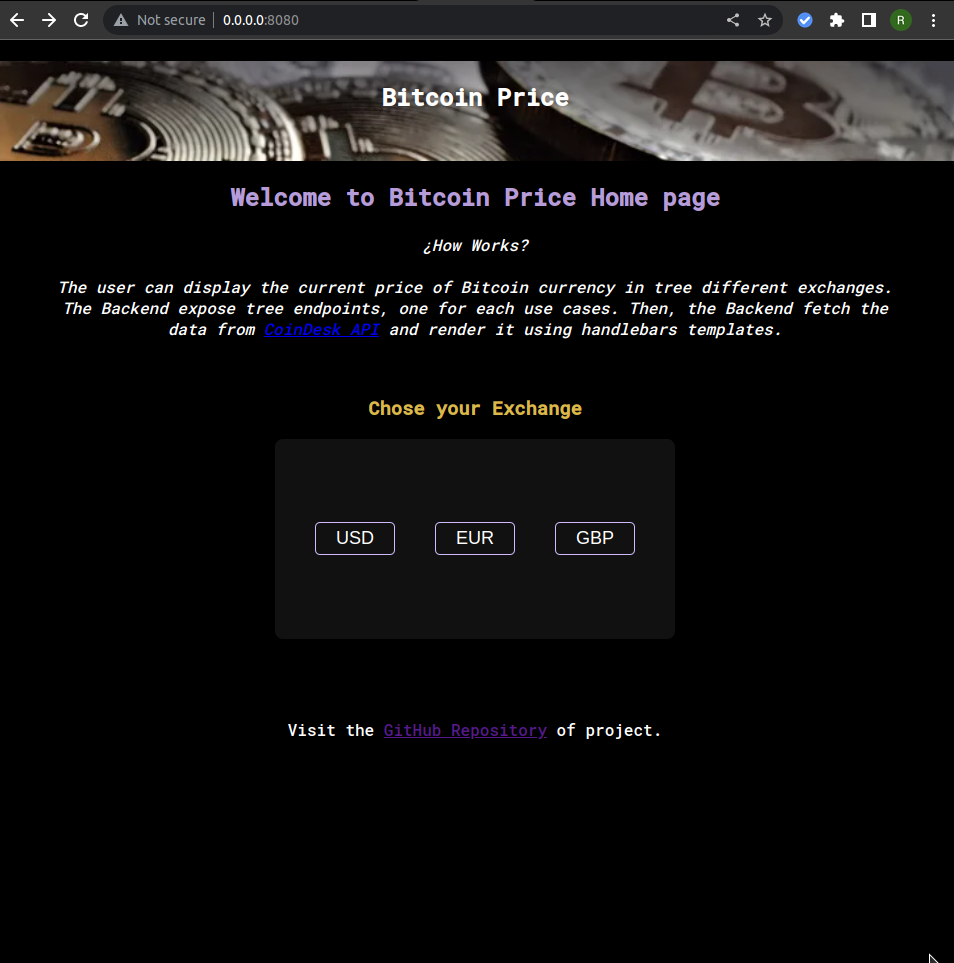 Not secure | 0.0.0.0:8080
R
Bitcoin Price
Welcome to Bitcoin Price Home page
¿How Works?
The user can display the current price of Bitcoin currency in tree different exchanges.
The Backend expose tree endpoints, one for each use cases. Then, the Backend fetch the
data from CoinDesk API and render it using handlebars templates.
Chose your Exchange
USD EUR GBP
Visit the GitHub Repository of project.